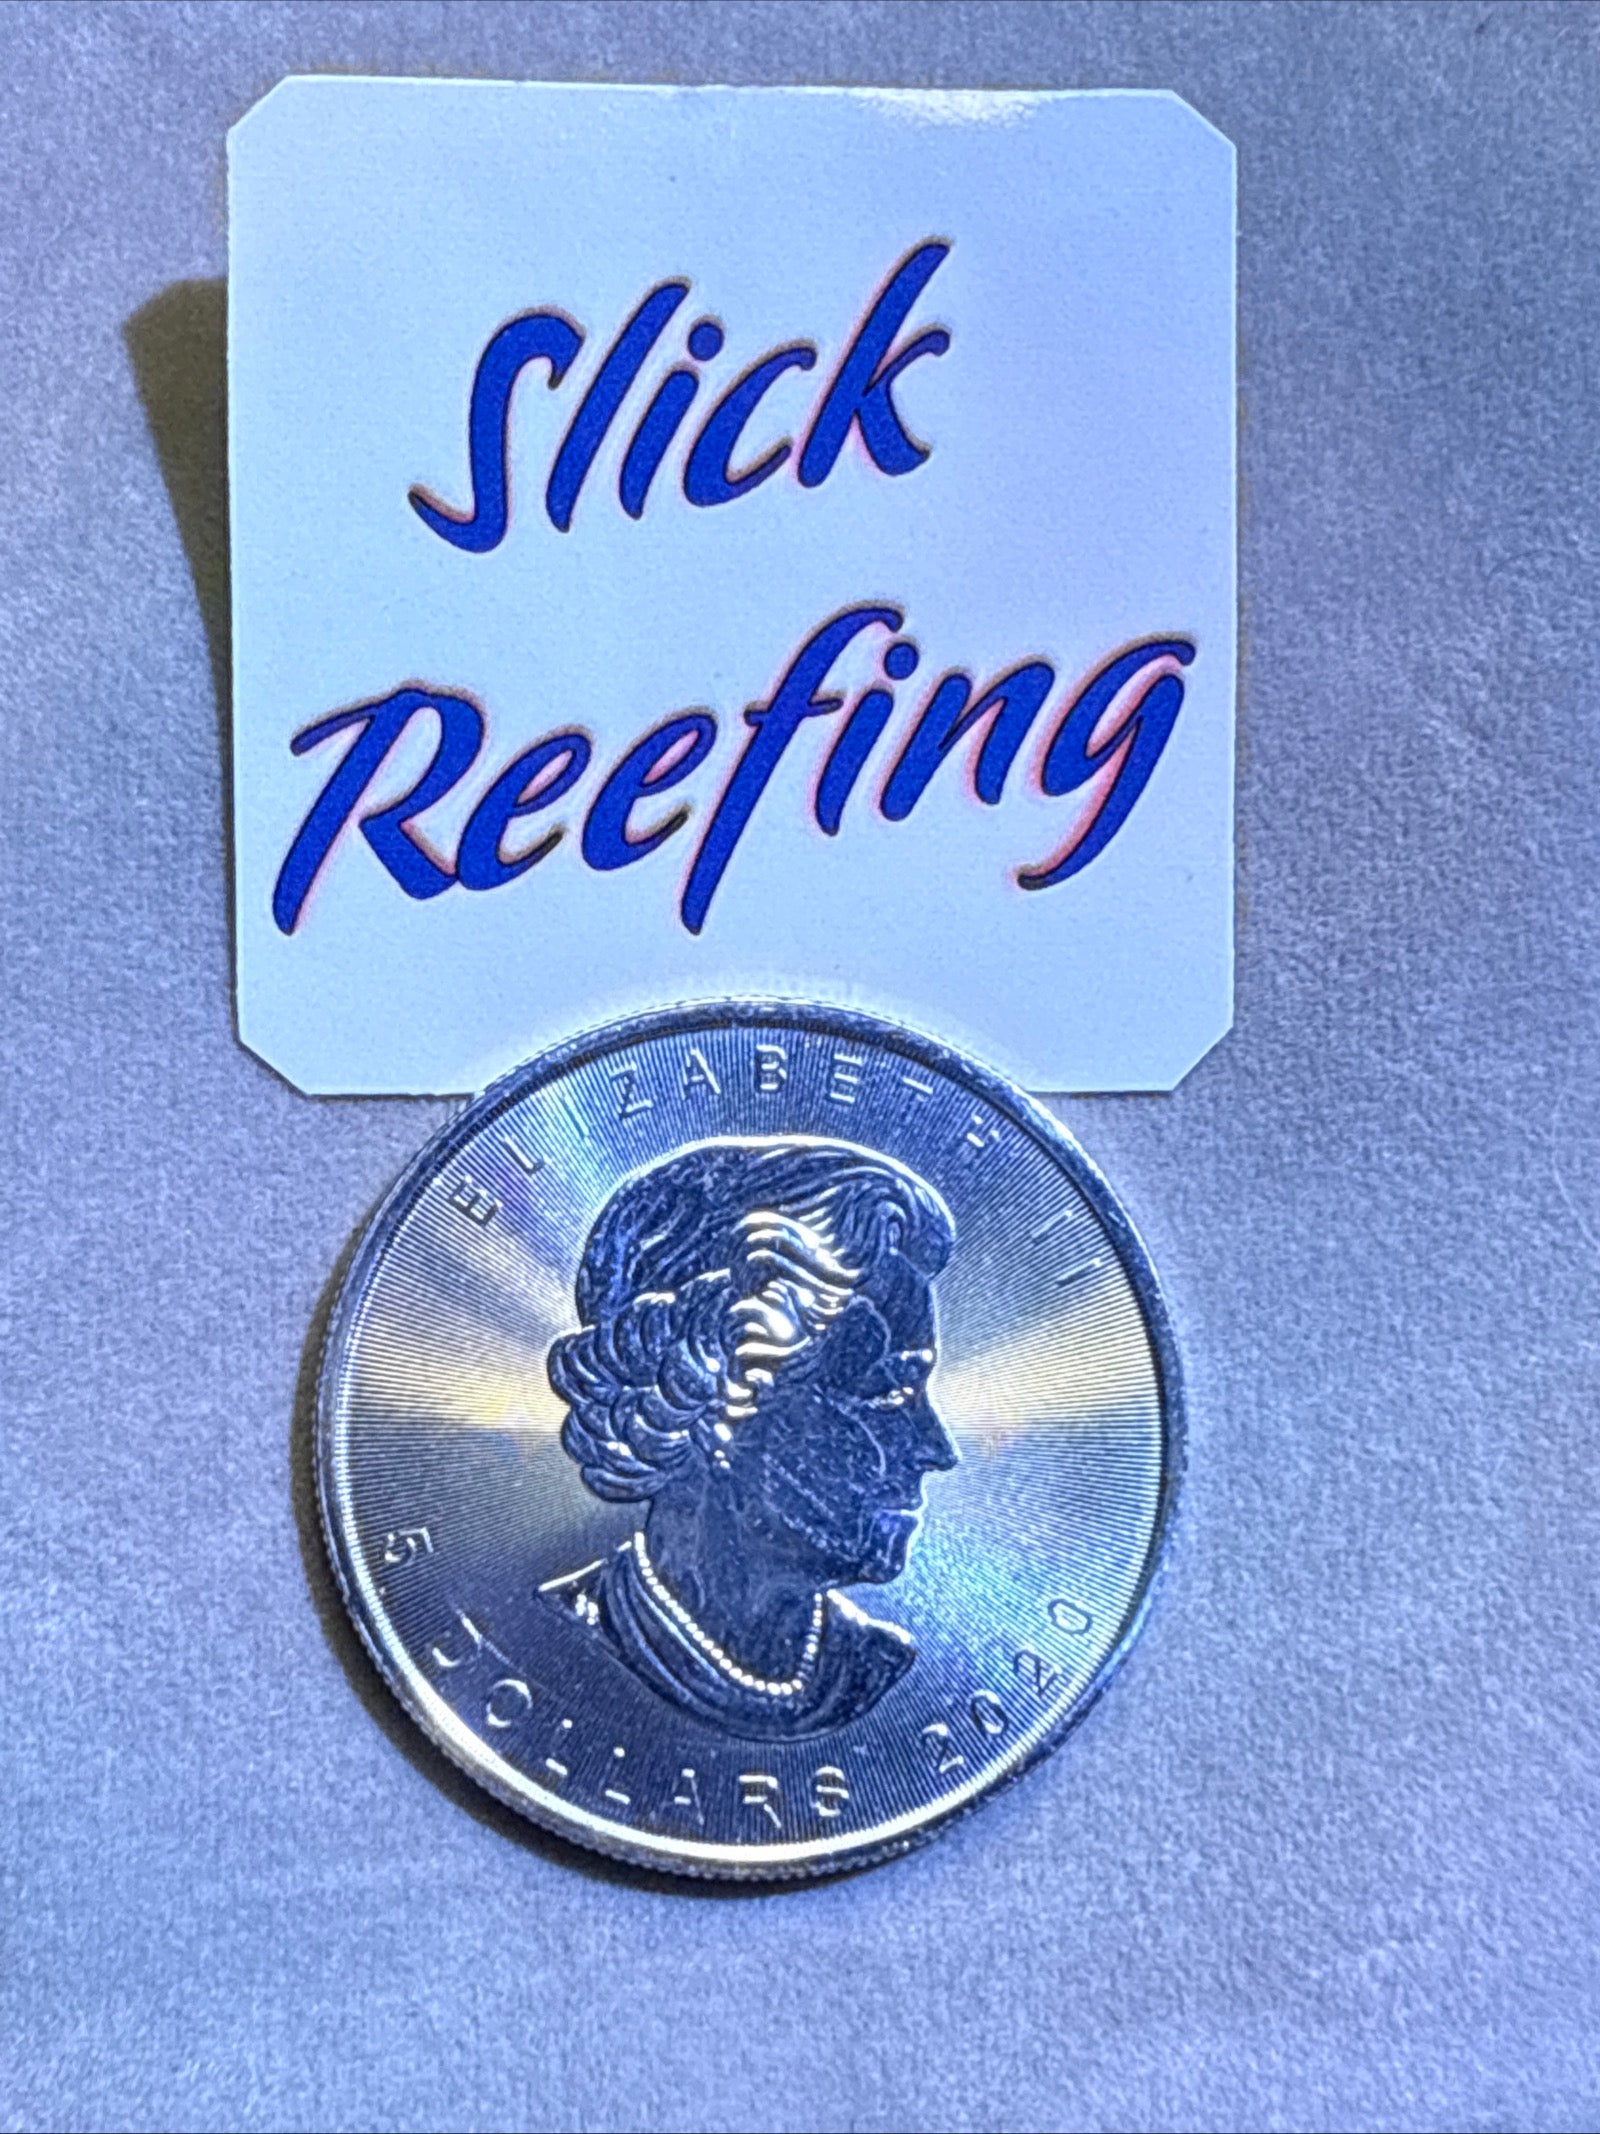 Slick
Reefing
ELIZABETH II
5 DOLLARS 2020